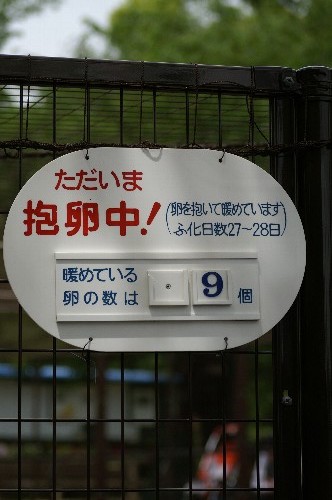 ただいま
抱卵中!
(卵を抱いて暖めています
ふ化日数27〜28日)
暖めている
卵の数は 9 個